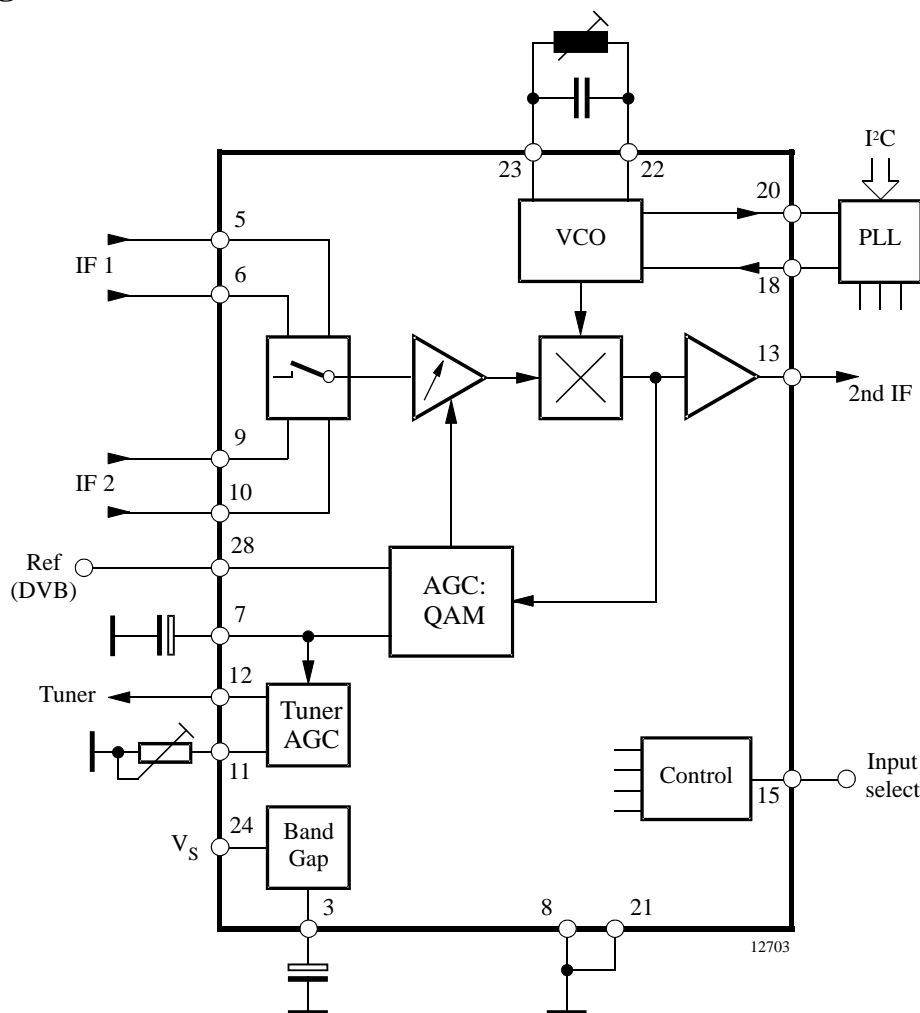 I²C
23
22
20
5
VCO
PLL
IF 1
6
18
13
2nd IF
9
IF 2
10
28
Ref
(DVB)
AGC:
QAM
7
12
Tuner
Tuner
AGC
11
Control
Input
select
15
24
VS
Band
Gap
3
8
21
12703